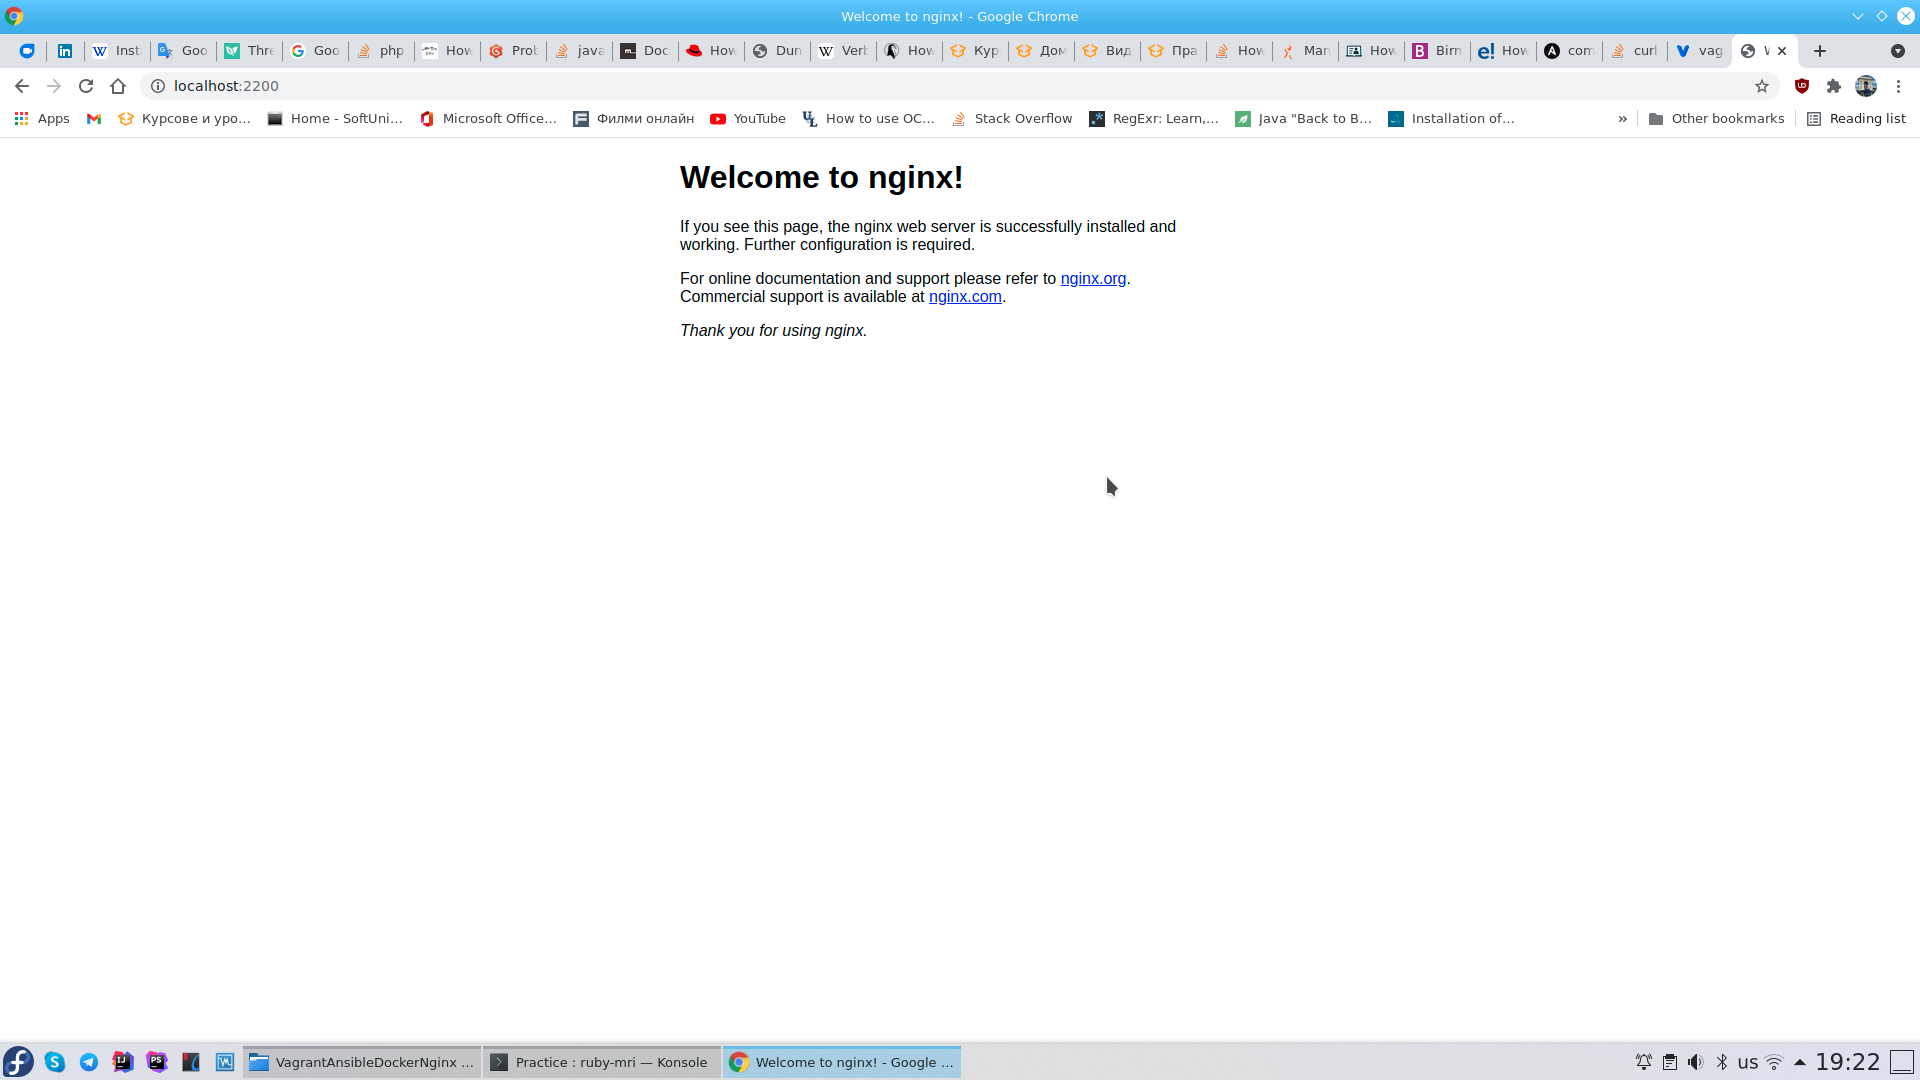 Welcome to nginx! - Google Chrome
Inst
Goo
Thre
Goo
php
How
Prob
java
Doc
How
Dun
Verb
How
Кур
Дом
Вид
Пра
How
Man
How
Birm
How
com
curl
vag
localhost:2200
Apps
Курсове и уро...
Home - SoftUni...
Microsoft Office...
Филми онлайн
YouTube
How to use OC...
Stack Overflow
RegExr: Learn,...
Java "Back to B...
Installation of...
»
Other bookmarks
Reading list
Welcome to nginx!
If you see this page, the nginx web server is successfully installed and
working. Further configuration is required.
For online documentation and support please refer to nginx.org.
Commercial support is available at nginx.com.
Thank you for using nginx.
VagrantAnsibleDockerNginx ...
Practice : ruby-mri — Konsole
Welcome to nginx! - Google ...
us
19:22